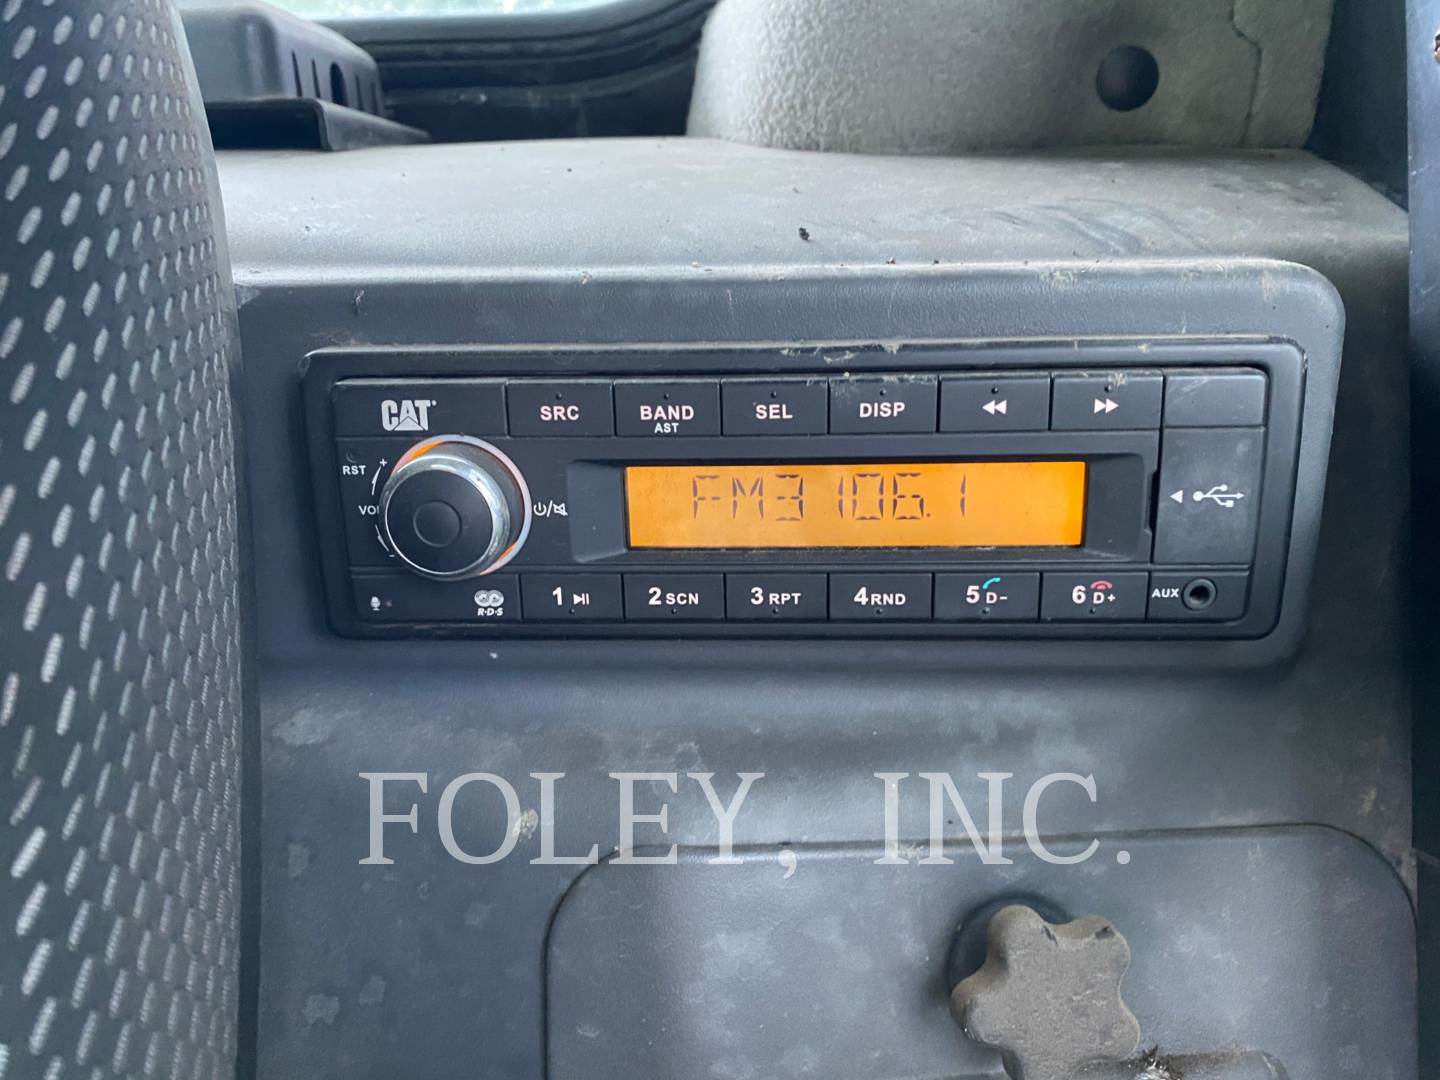 CAT
SRC BAND SEL DISP
AST
RST
VOL
FM3 106.1
R·D·S
1 2 SCN 3 RPT 4 RND 5 D- 6 D+ AUX
FOLEY, INC.